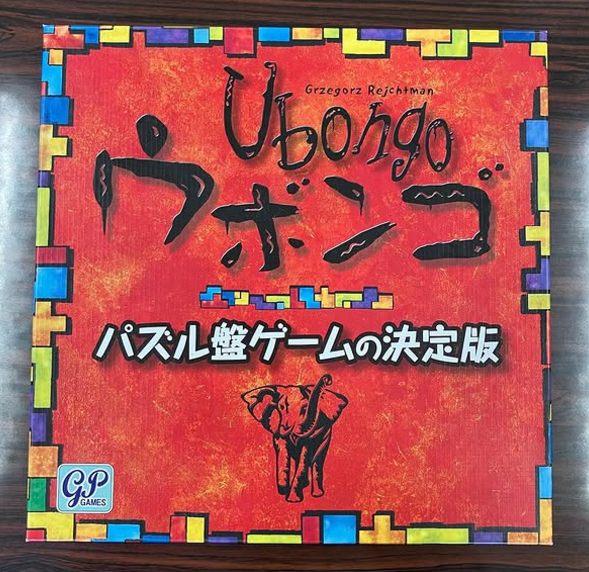 Grzegorz Rejchtman
Ubongo
ウボンゴ
パズル盤ゲームの決定版
GP
GAMES